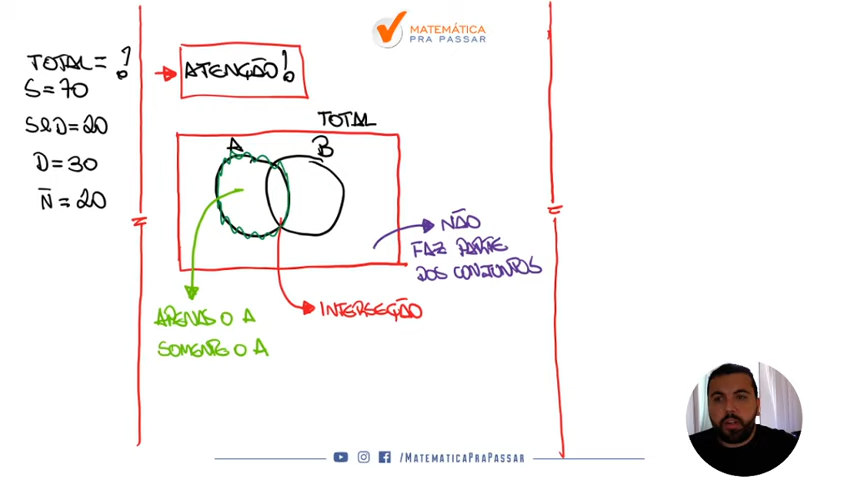 MATEMÁTICA
PRA PASSAR
TOTAL = ?
S = 70
S e D = 20
D = 30
N̄ = 20
ATENÇÃO!
TOTAL
A
B
NÃO
FAZ PARTE
DOS CONJUNTOS
INTERSEÇÃO
APENAS O A
SOMENTE O A
/MATEMATICAPRAPASSAR